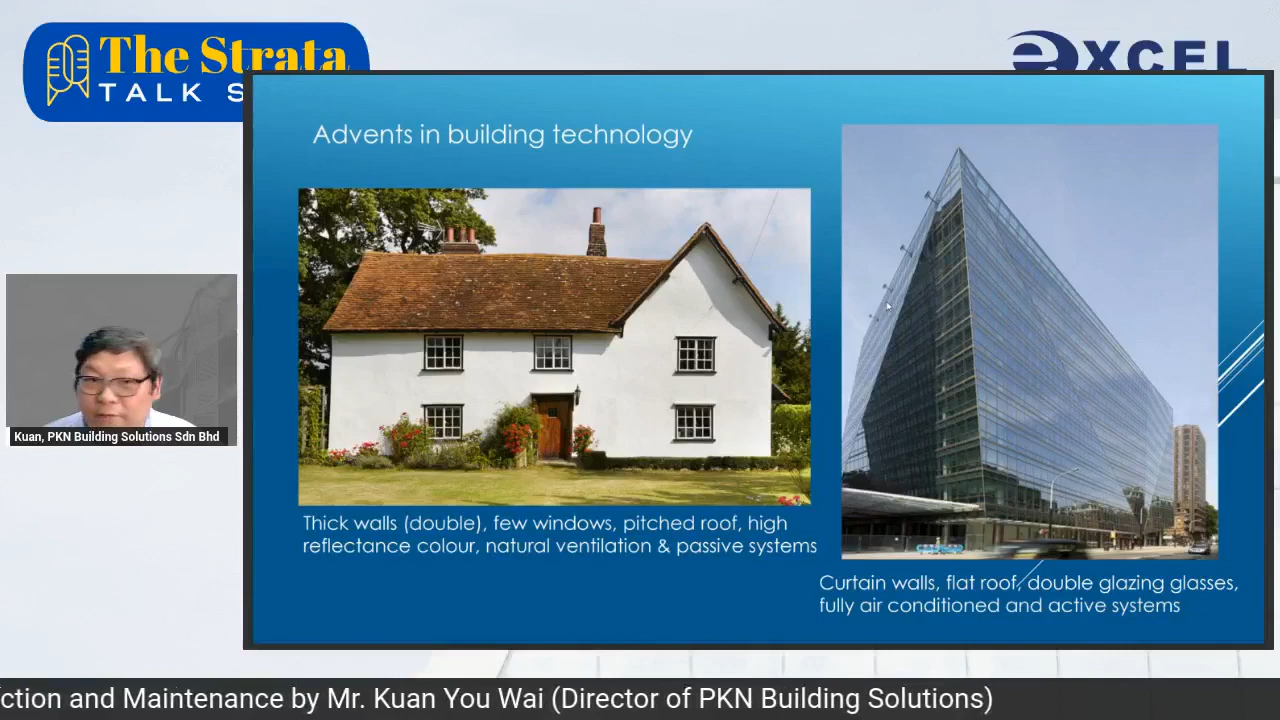 The Strata
TALK S
eXCEL
Advents in building technology
Thick walls (double), few windows, pitched roof, high
reflectance colour, natural ventilation & passive systems
Curtain walls, flat roof, double glazing glasses,
fully air conditioned and active systems
Kuan, PKN Building Solutions Sdn Bhd
ction and Maintenance by Mr. Kuan You Wai (Director of PKN Building Solutions)